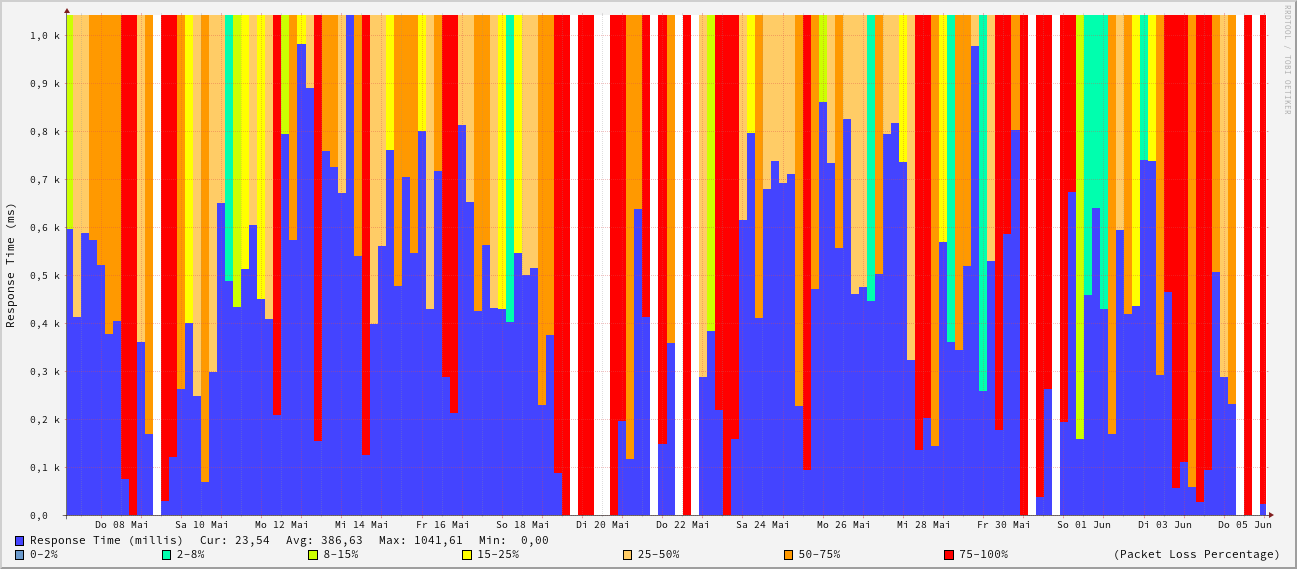 RRDTOOL / TOBI OETIKER
Response Time (ms)
1,0 k
0,9 k
0,8 k
0,7 k
0,6 k
0,5 k
0,4 k
0,3 k
0,2 k
0,1 k
0,0
Do 08 Mai Sa 10 Mai Mo 12 Mai Mi 14 Mai Fr 16 Mai So 18 Mai Di 20 Mai Do 22 Mai Sa 24 Mai Mo 26 Mai Mi 28 Mai Fr 30 Mai So 01 Jun Di 03 Jun Do 05 Jun
Response Time (millis) Cur: 23,54 Avg: 386,63 Max: 1041,61 Min: 0,00
0-2% 2-8% 8-15% 15-25% 25-50% 50-75% 75-100% (Packet Loss Percentage)